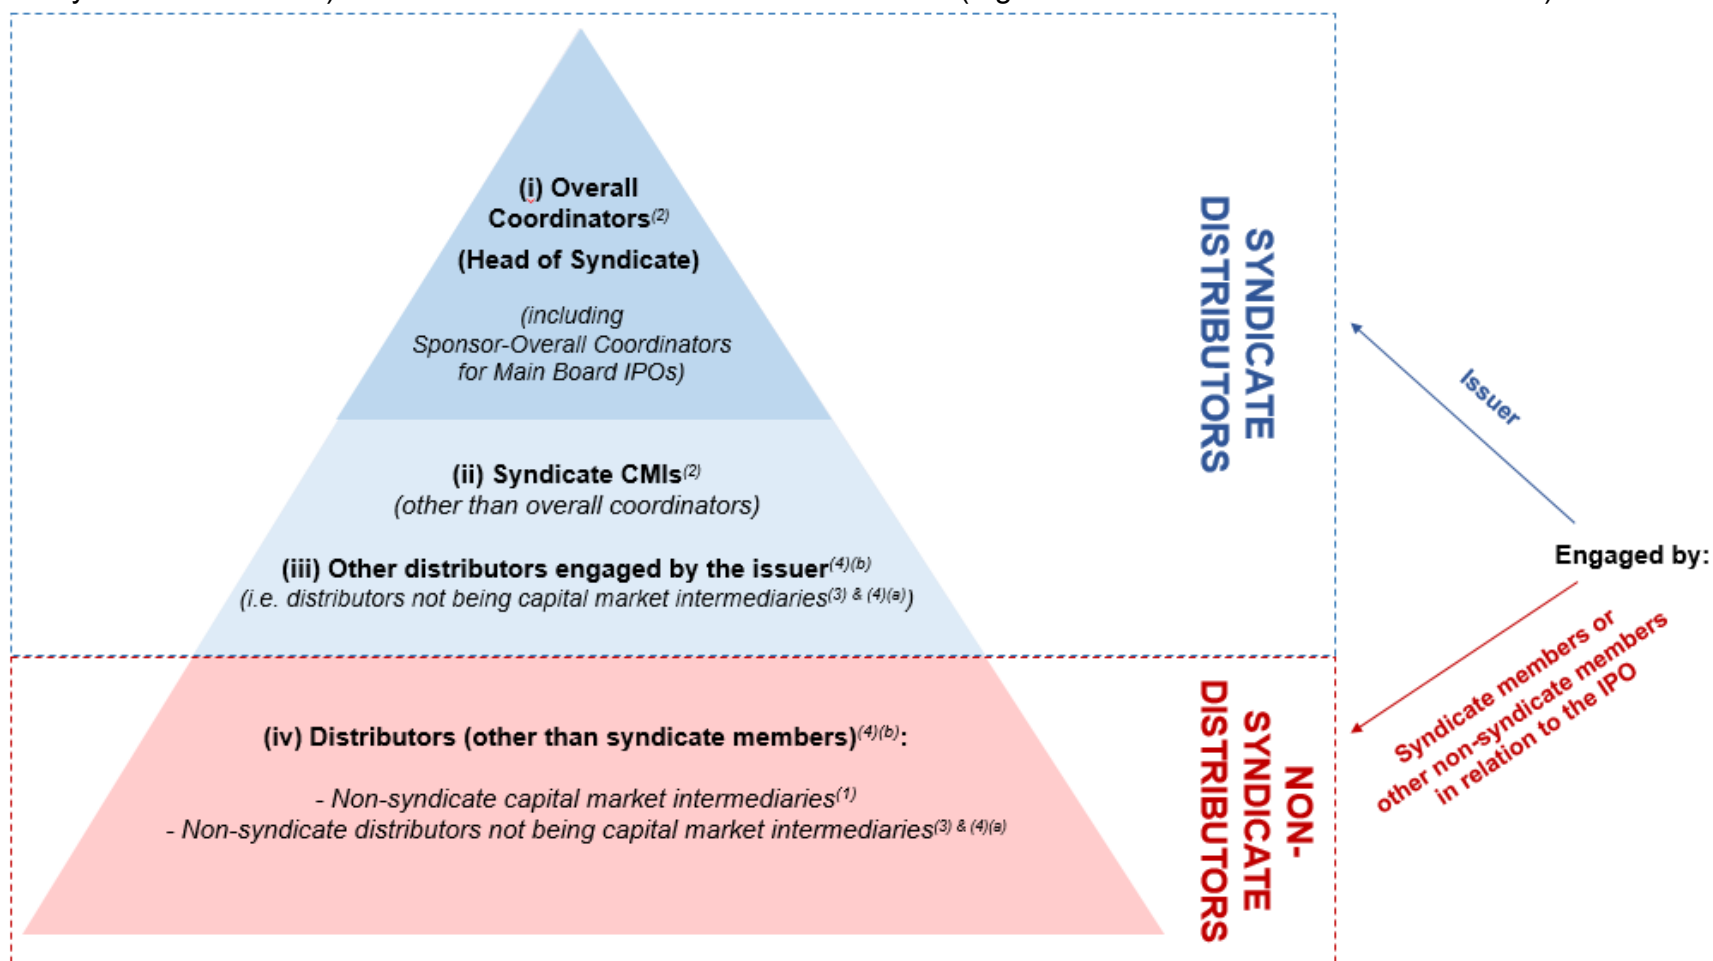 (i) Overall
Coordinators(2)
(Head of Syndicate)
(including
Sponsor-Overall Coordinators
for Main Board IPOs)
(ii) Syndicate CMIs(2)
(other than overall coordinators)
(iii) Other distributors engaged by the issuer(4)(b)
(i.e. distributors not being capital market intermediaries(3) & (4)(a))
SYNDICATE
DISTRIBUTORS
Issuer
Engaged by:
Syndicate members or
other non-syndicate members
in relation to the IPO
(iv) Distributors (other than syndicate members)(4)(b):
- Non-syndicate capital market intermediaries(1)
- Non-syndicate distributors not being capital market intermediaries(3) & (4)(a)
NON-
SYNDICATE
DISTRIBUTORS